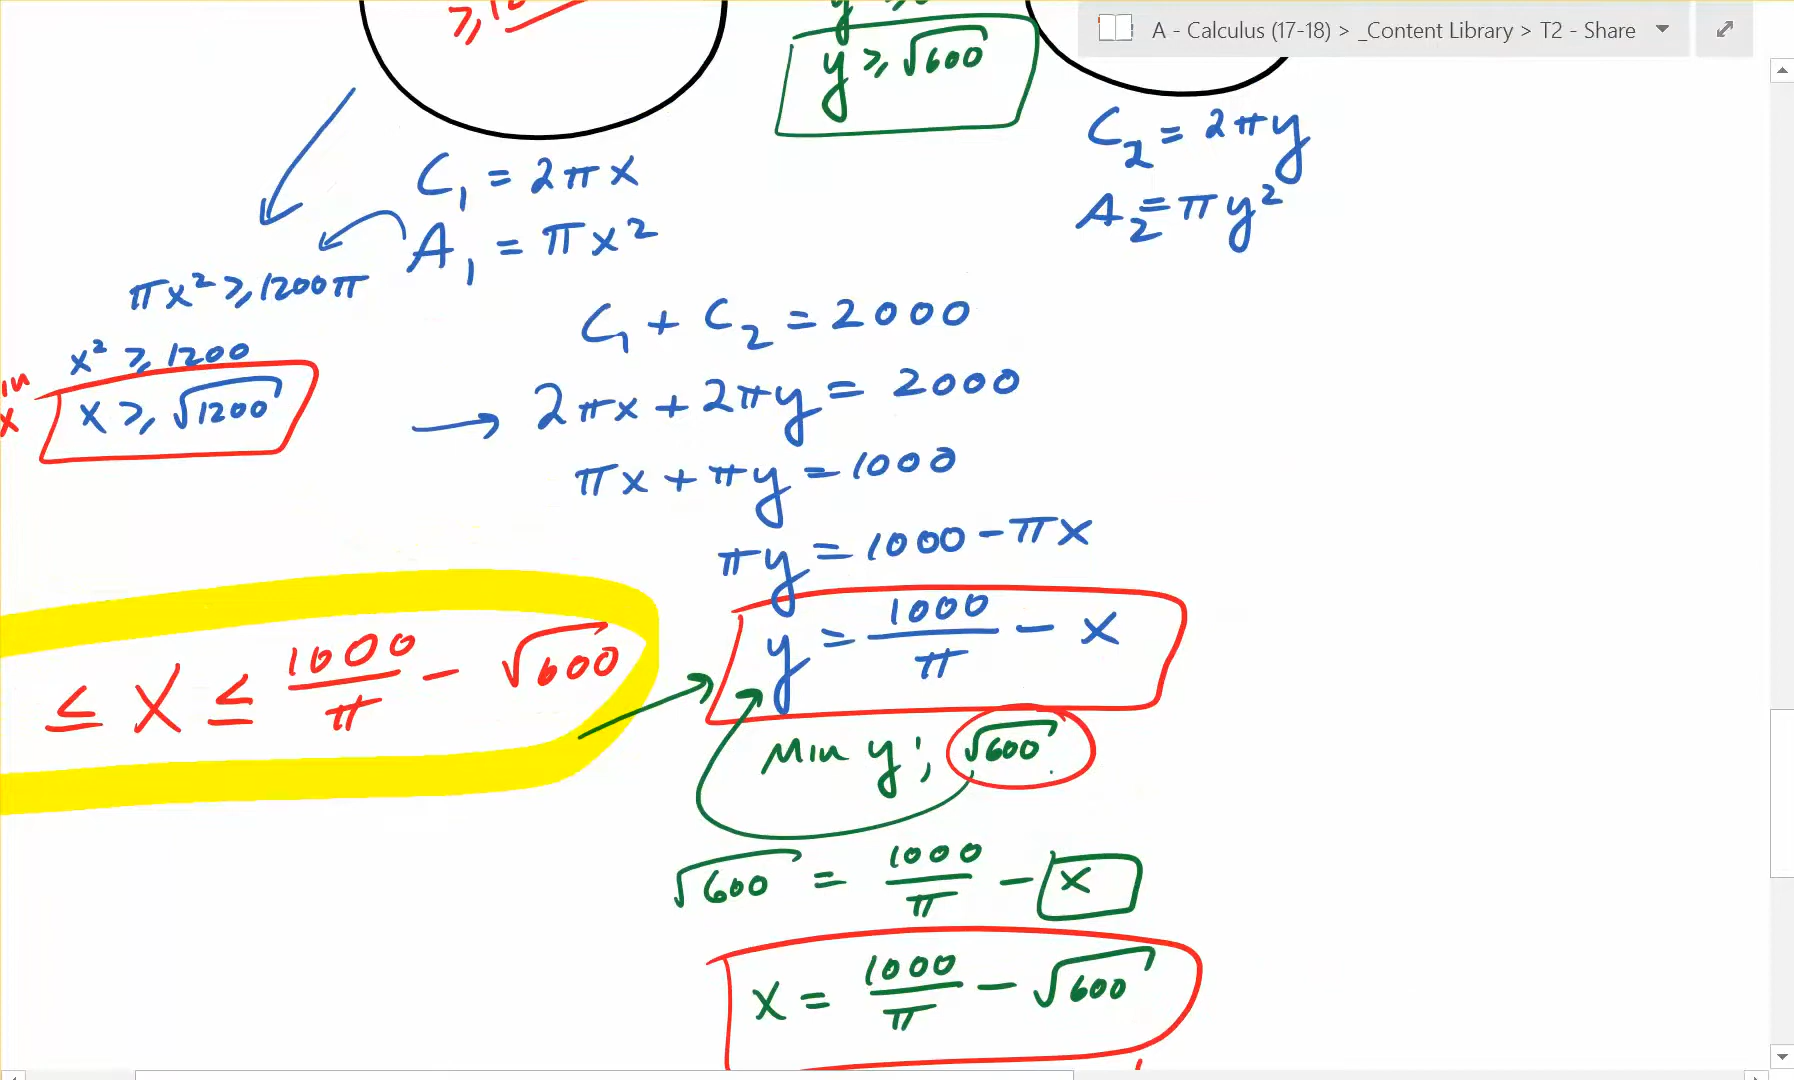 A - Calculus (17-18) > _Content Library > T2 - Share
y ≥ √600
C₁ = 2πx
A₁ = πx²
C₂ = 2πy
A₂ = πy²
πx² ≥ 1200π
x² ≥ 1200
x ≥ √1200
C₁ + C₂ = 2000
2πx + 2πy = 2000
πx + πy = 1000
πy = 1000 - πx
y = 1000/π - x
≤ X ≤ 1000/π - √600
Min y: √600
√600 = 1000/π - x
x = 1000/π - √600